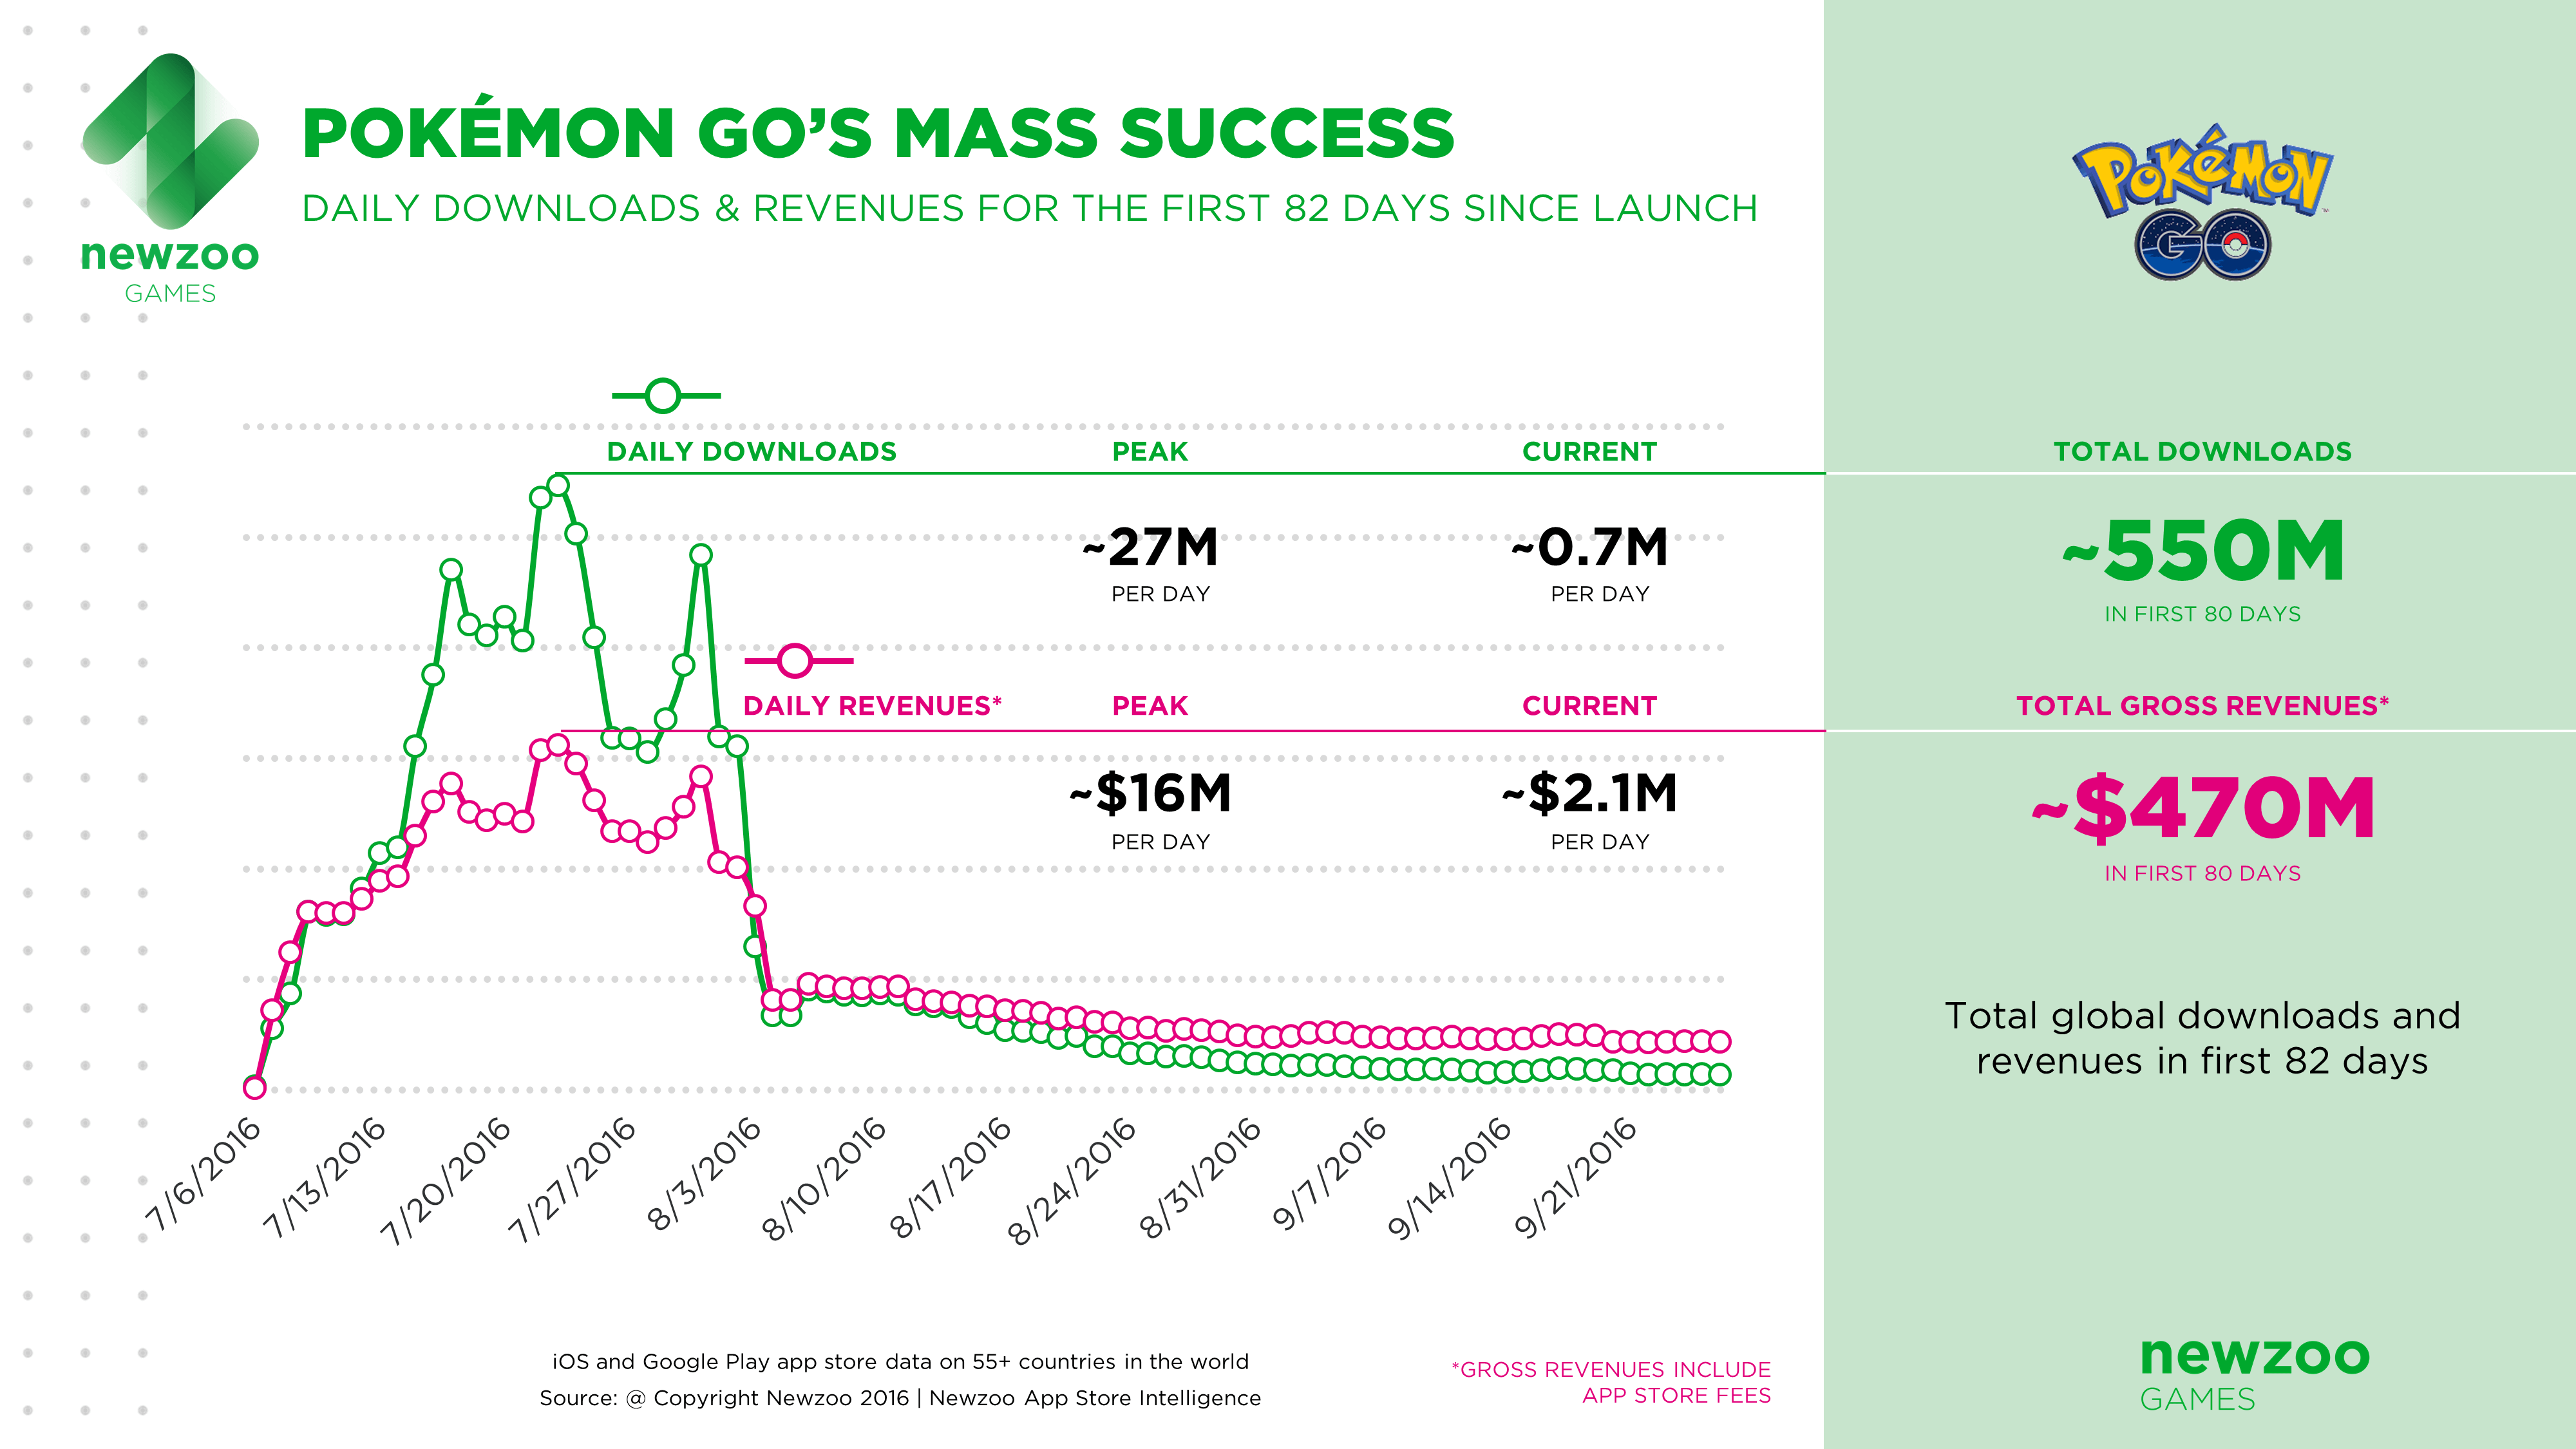 newzoo
GAMES
POKÉMON GO'S MASS SUCCESS
DAILY DOWNLOADS & REVENUES FOR THE FIRST 82 DAYS SINCE LAUNCH
POKéMON
GO
DAILY DOWNLOADS PEAK CURRENT
~27M ~0.7M
PER DAY PER DAY
DAILY REVENUES* PEAK CURRENT
~$16M ~$2.1M
PER DAY PER DAY
7/6/2016 7/13/2016 7/20/2016 7/27/2016 8/3/2016 8/10/2016 8/17/2016 8/24/2016 8/31/2016 9/7/2016 9/14/2016 9/21/2016
TOTAL DOWNLOADS
~550M
IN FIRST 80 DAYS
TOTAL GROSS REVENUES*
~$470M
IN FIRST 80 DAYS
Total global downloads and
revenues in first 82 days
iOS and Google Play app store data on 55+ countries in the world
Source: @ Copyright Newzoo 2016 | Newzoo App Store Intelligence
*GROSS REVENUES INCLUDE
APP STORE FEES
newzoo
GAMES